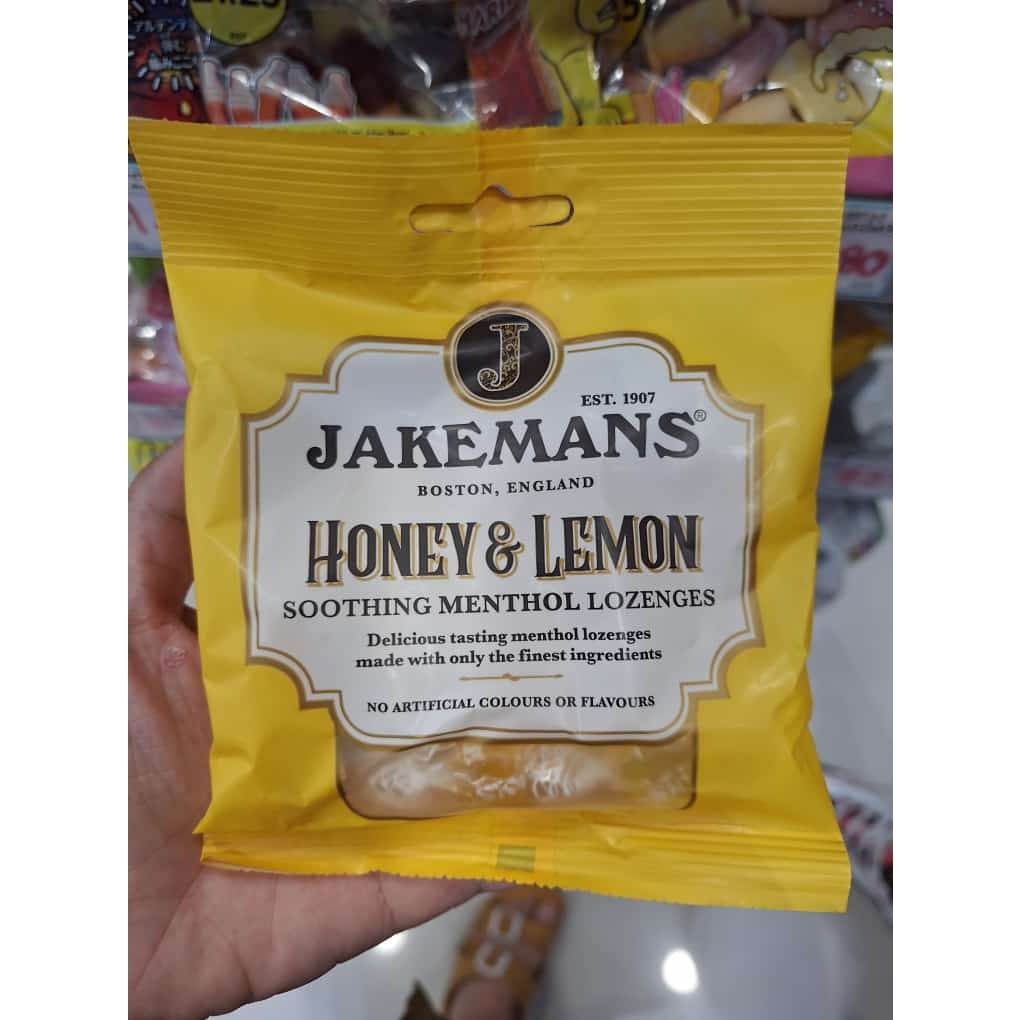 J
EST. 1907
JAKEMANS®
BOSTON, ENGLAND
HONEY & LEMON
SOOTHING MENTHOL LOZENGES
Delicious tasting menthol lozenges
made with only the finest ingredients
NO ARTIFICIAL COLOURS OR FLAVOURS